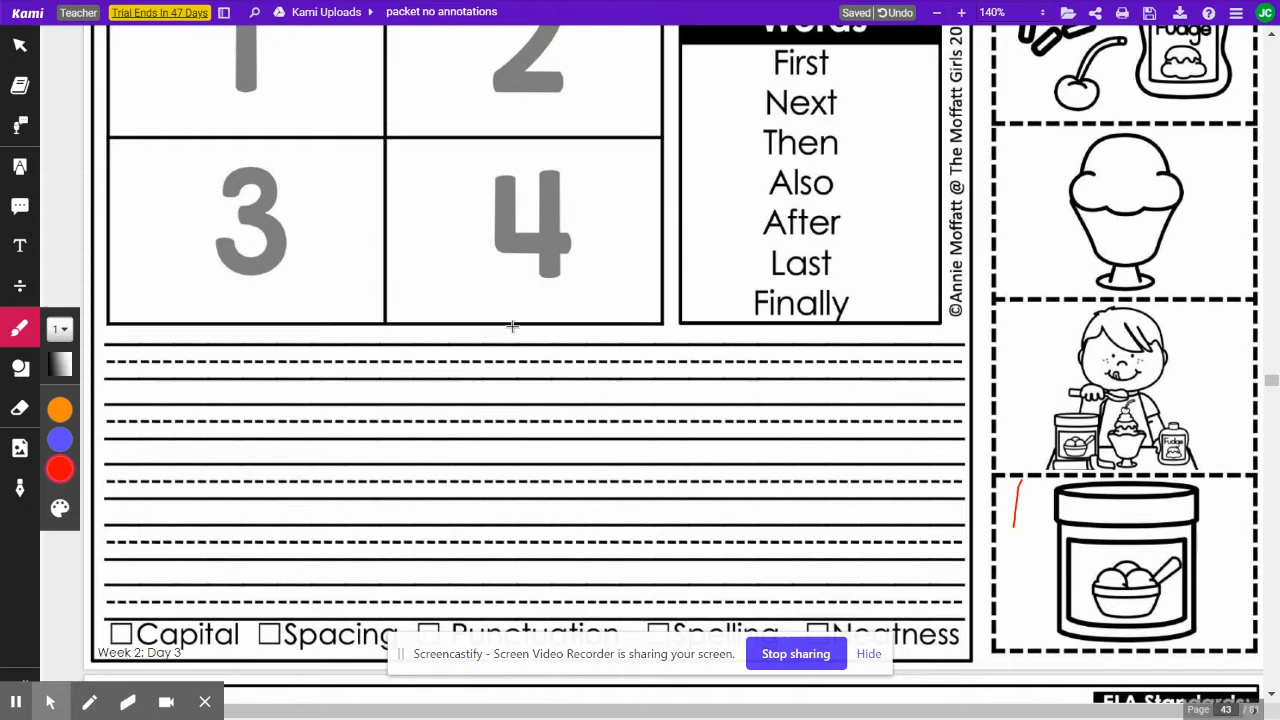 Kami Teacher Trial Ends In 47 Days Kami Uploads packet no annotations Saved Undo 140% JC
1 2
3 4
Words
First
Next
Then
Also
After
Last
Finally
©Annie Moffatt @ The Moffatt Girls 20
Fudge
Fudge
1
Capital Spacing Punctuation Spelling Neatness
Week 2: Day 3
Screencastify - Screen Video Recorder is sharing your screen. Stop sharing Hide
ELA Standards:
Page 43 / 81